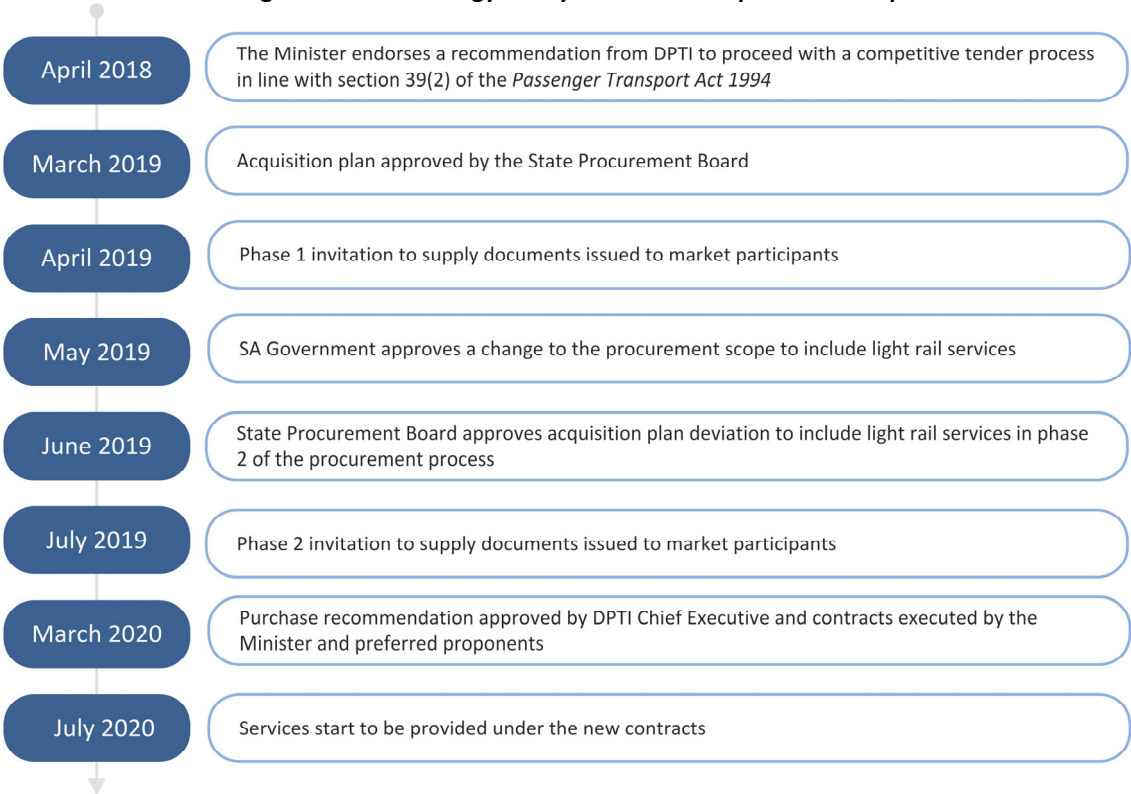 April 2018
The Minister endorses a recommendation from DPTI to proceed with a competitive tender process
in line with section 39(2) of the Passenger Transport Act 1994
March 2019
Acquisition plan approved by the State Procurement Board
April 2019
Phase 1 invitation to supply documents issued to market participants
May 2019
SA Government approves a change to the procurement scope to include light rail services
June 2019
State Procurement Board approves acquisition plan deviation to include light rail services in phase
2 of the procurement process
July 2019
Phase 2 invitation to supply documents issued to market participants
March 2020
Purchase recommendation approved by DPTI Chief Executive and contracts executed by the
Minister and preferred proponents
July 2020
Services start to be provided under the new contracts